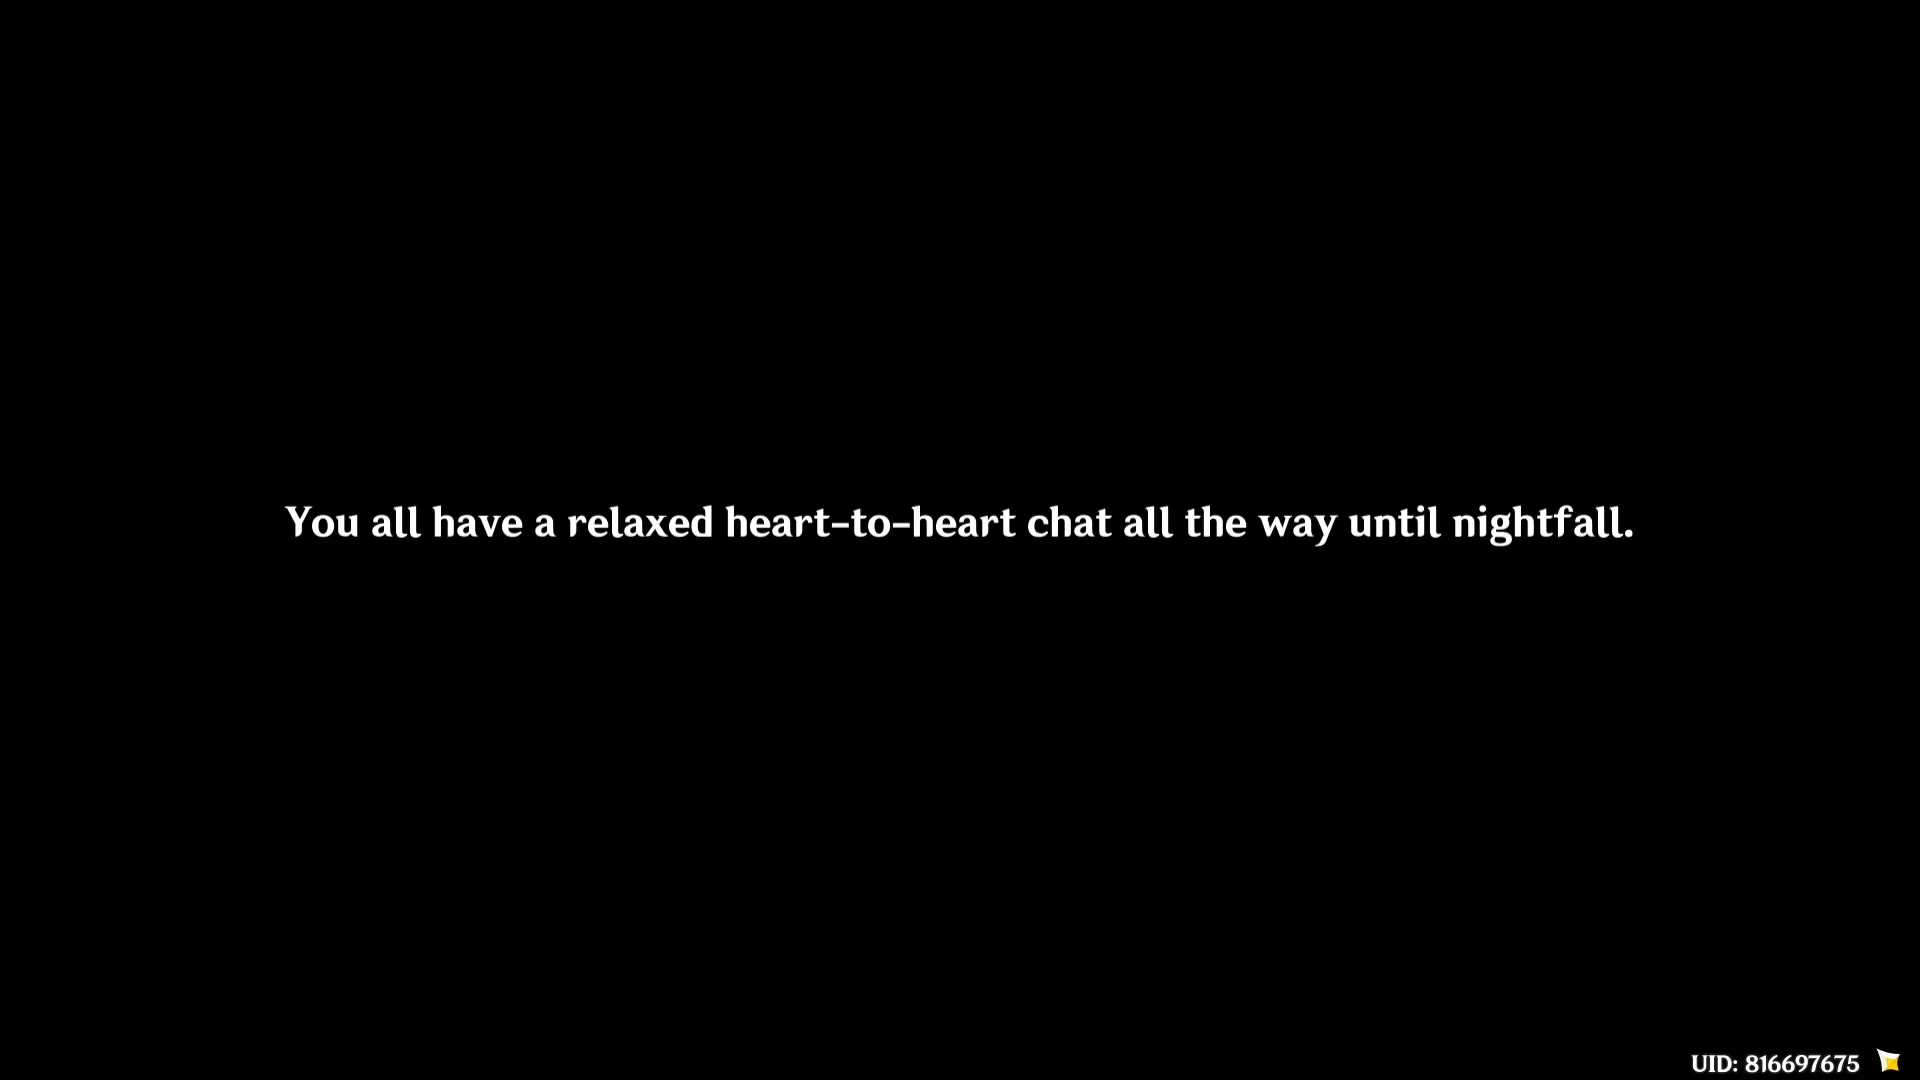 You all have a relaxed heart-to-heart chat all the way until nightfall.
UID: 816697675